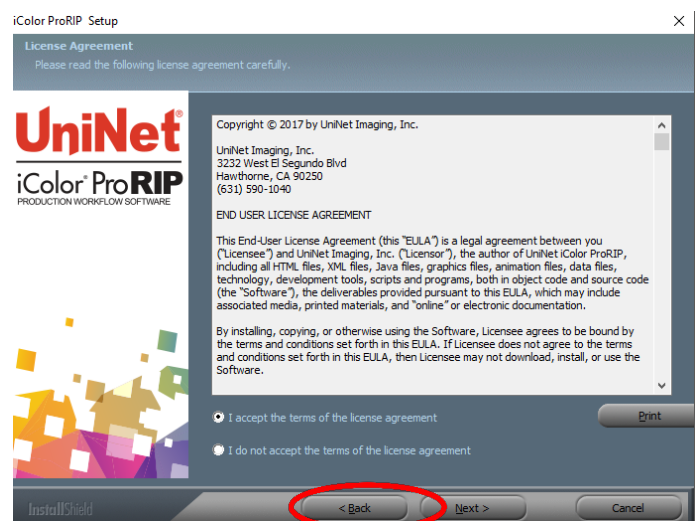 iColor ProRIP Setup
License Agreement
Please read the following license agreement carefully.
UniNet®
iColor® ProRIP
PRODUCTION WORKFLOW SOFTWARE
Copyright © 2017 by UniNet Imaging, Inc.
UniNet Imaging, Inc.
3232 West El Segundo Blvd
Hawthorne, CA 90250
(631) 590-1040
END USER LICENSE AGREEMENT
This End-User License Agreement (this "EULA") is a legal agreement between you
("Licensee") and UniNet Imaging, Inc. ("Licensor"), the author of UniNet iColor ProRIP,
including all HTML files, XML files, Java files, graphics files, animation files, data files,
technology, development tools, scripts and programs, both in object code and source code
(the "Software"), the deliverables provided pursuant to this EULA, which may include
associated media, printed materials, and "online" or electronic documentation.
By installing, copying, or otherwise using the Software, Licensee agrees to be bound by
the terms and conditions set forth in this EULA. If Licensee does not agree to the terms
and conditions set forth in this EULA, then Licensee may not download, install, or use the
Software.
I accept the terms of the license agreement
Print
I do not accept the terms of the license agreement
InstallShield
< Back
Next >
Cancel